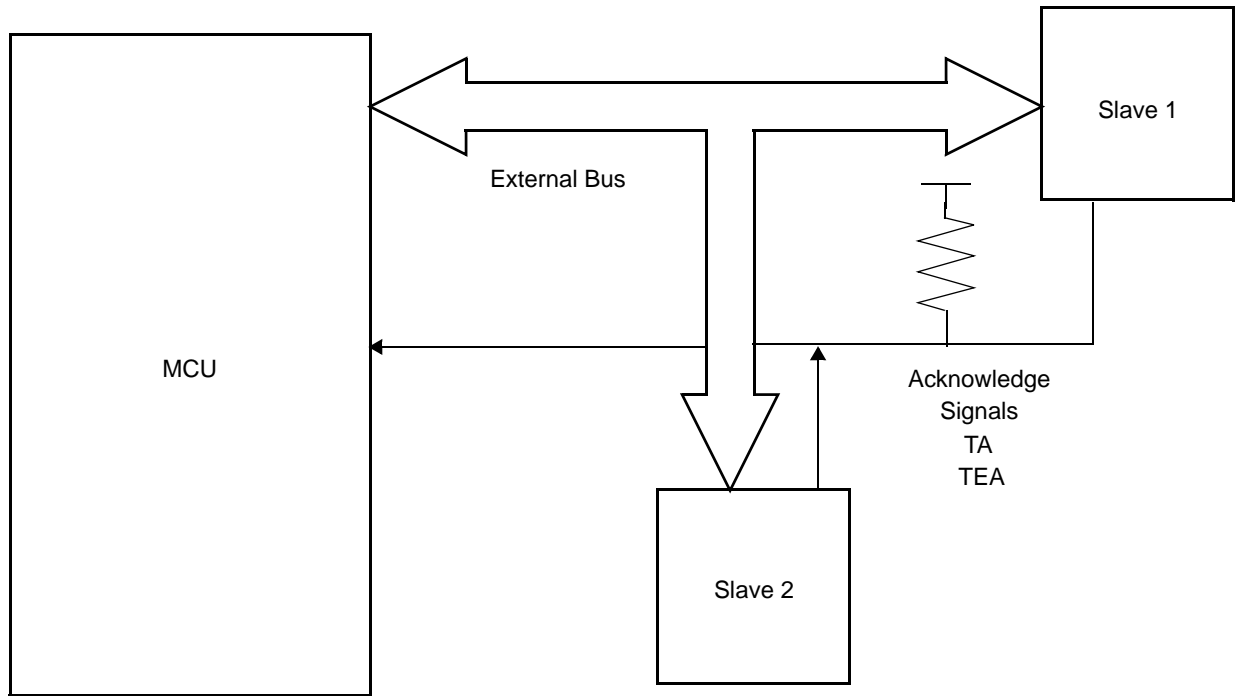 Slave 1
External Bus
MCU
Acknowledge
Signals
TA
TEA
Slave 2